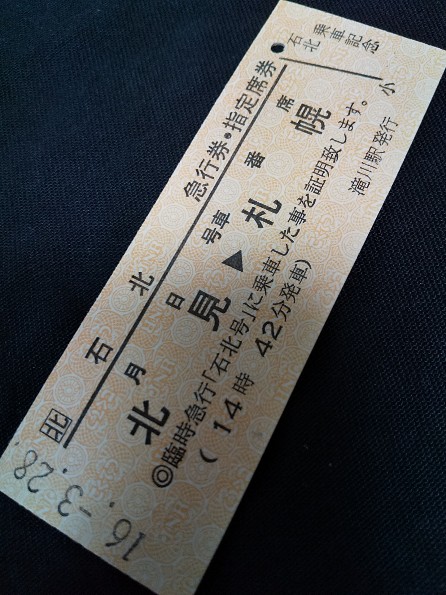 石北 乗車記念
急行券・指定席券 小
北 石北
月 日 号車 番 席
北見▶札幌
◎臨時急行「石北号」に乗車した事を証明致します。
(14時 42分発車) 滝川駅発行
16.-3.28.